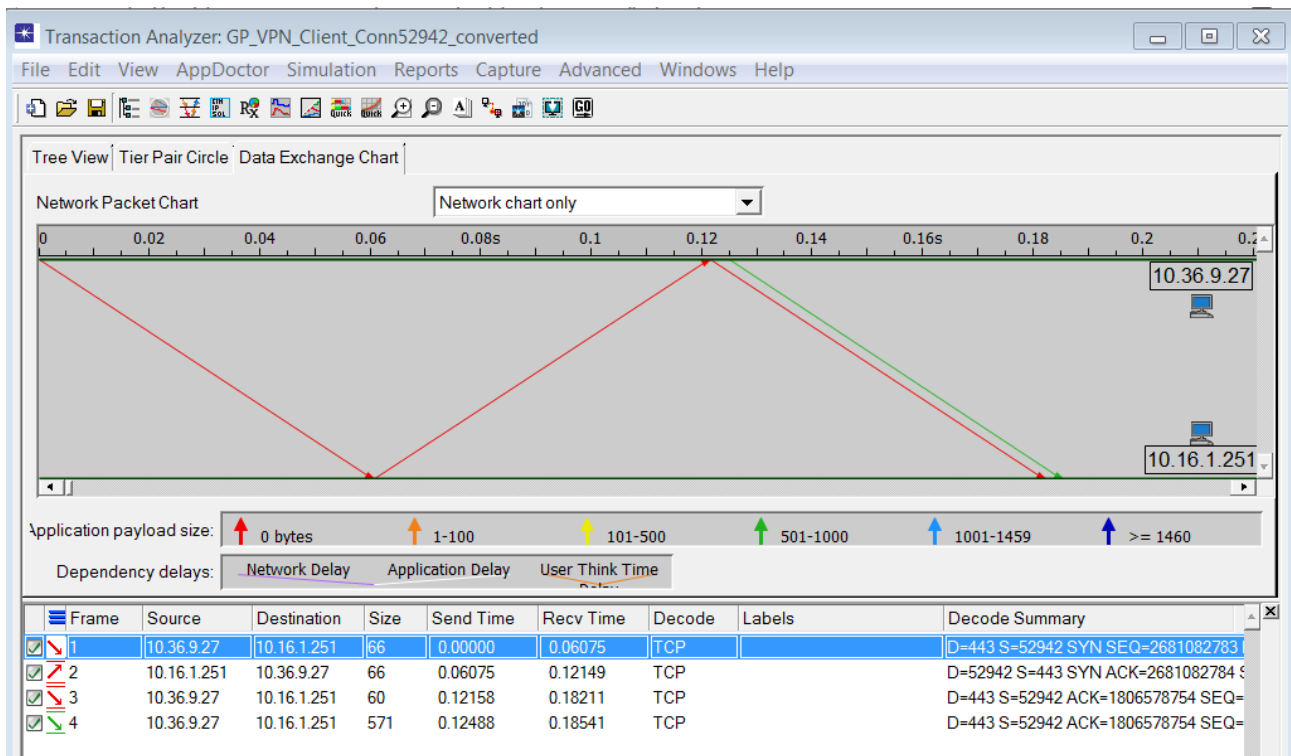 Transaction Analyzer: GP_VPN_Client_Conn52942_converted
File Edit View AppDoctor Simulation Reports Capture Advanced Windows Help
QUICK QUICK GO
Tree View Tier Pair Circle Data Exchange Chart
Network Packet Chart Network chart only
0 0.02 0.04 0.06 0.08s 0.1 0.12 0.14 0.16s 0.18 0.2
10.36.9.27
10.16.1.251
Application payload size: 0 bytes 1-100 101-500 501-1000 1001-1459 >= 1460
Dependency delays: Network Delay Application Delay User Think Time
Frame Source Destination Size Send Time Recv Time Decode Labels Decode Summary
1 10.36.9.27 10.16.1.251 66 0.00000 0.06075 TCP D=443 S=52942 SYN SEQ=2681082783
2 10.16.1.251 10.36.9.27 66 0.06075 0.12149 TCP D=52942 S=443 SYN ACK=2681082784 S
3 10.36.9.27 10.16.1.251 60 0.12158 0.18211 TCP D=443 S=52942 ACK=1806578754 SEQ=
4 10.36.9.27 10.16.1.251 571 0.12488 0.18541 TCP D=443 S=52942 ACK=1806578754 SEQ=